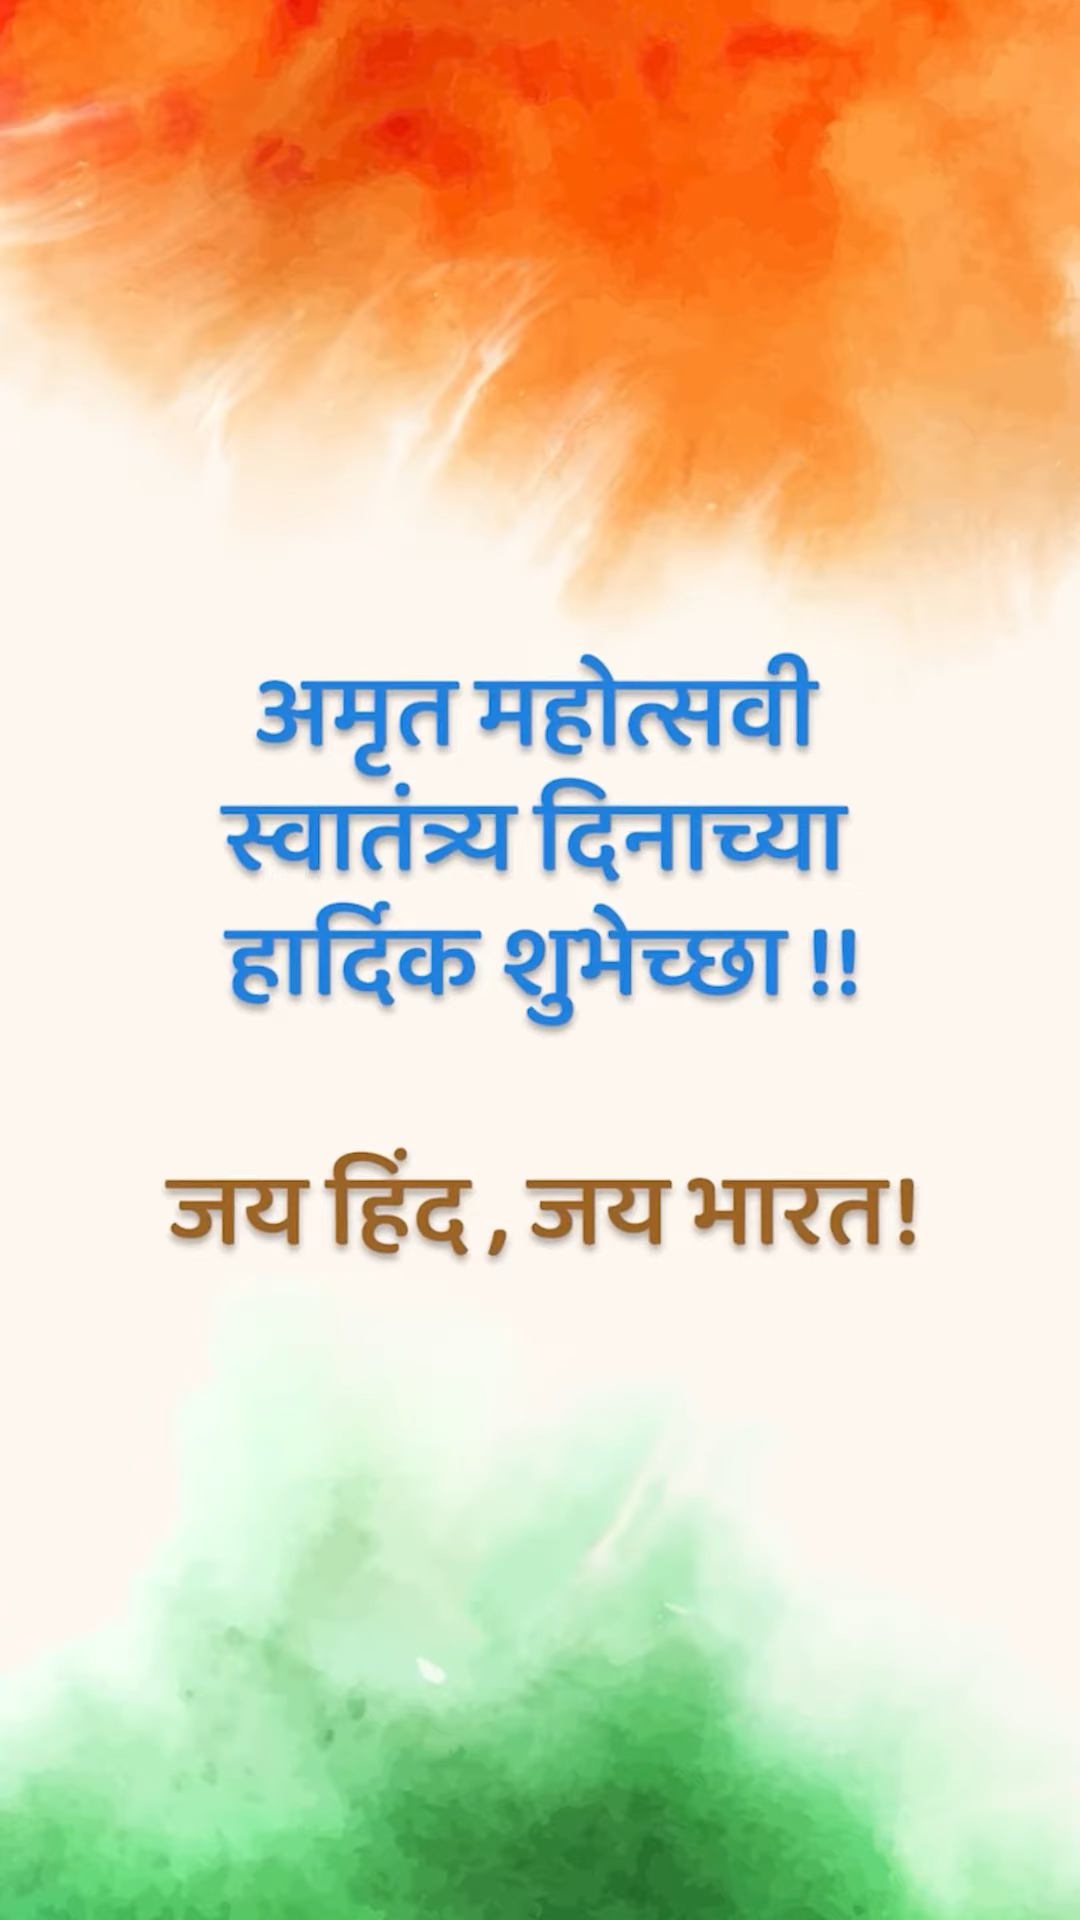 अमृत महोत्सवी
स्वातंत्र्य दिनाच्या
हार्दिक शुभेच्छा !!
जय हिंद , जय भारत!